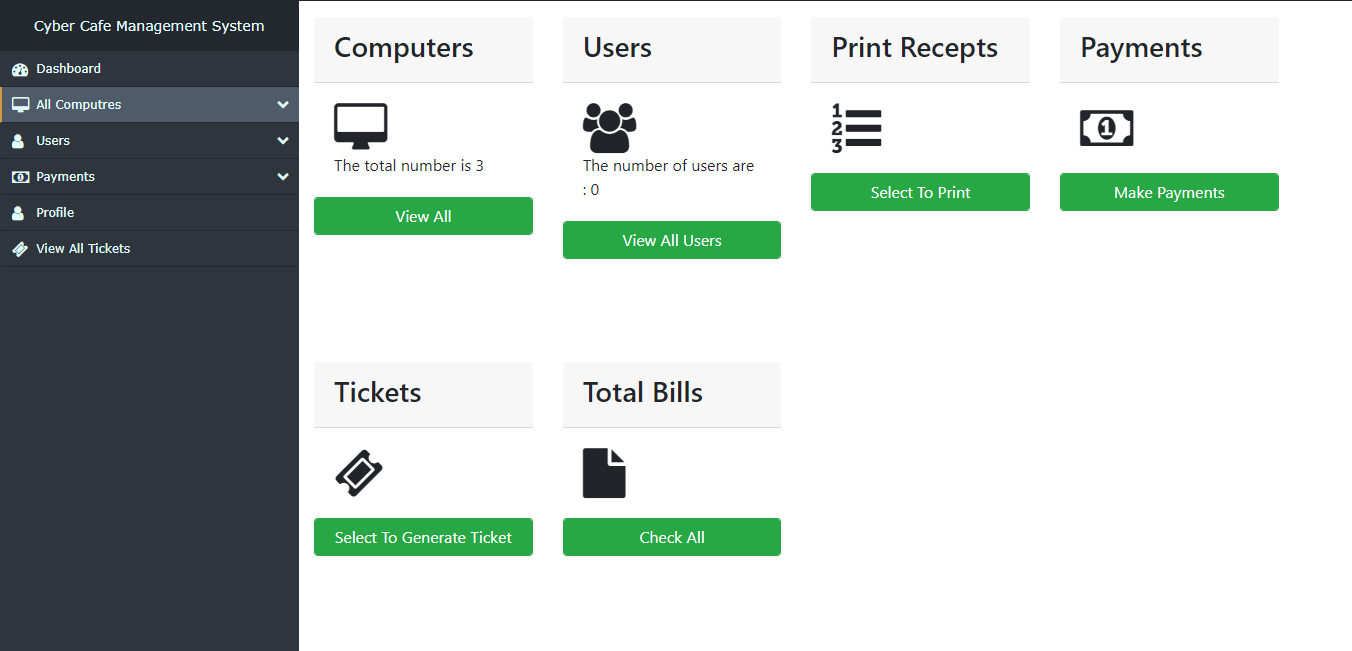 Cyber Cafe Management System
Dashboard
All Computres
Users
Payments
Profile
View All Tickets
Computers
The total number is 3
View All
Users
The number of users are
: 0
View All Users
Print Recepts
1
2
3
Select To Print
Payments
1
Make Payments
Tickets
Select To Generate Ticket
Total Bills
Check All